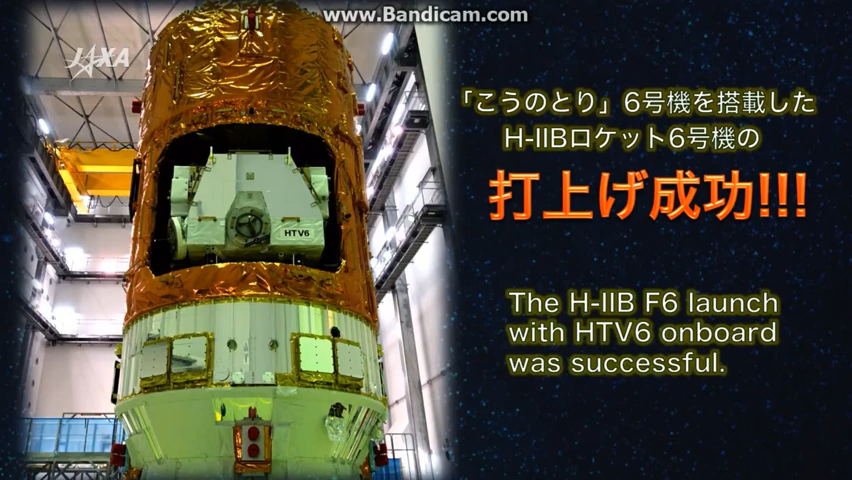 www.Bandicam.com
JAXA
「こうのとり」6号機を搭載した
H-IIBロケット6号機の
打上げ成功!!!
HTV6
The H-IIB F6 launch
with HTV6 onboard
was successful.